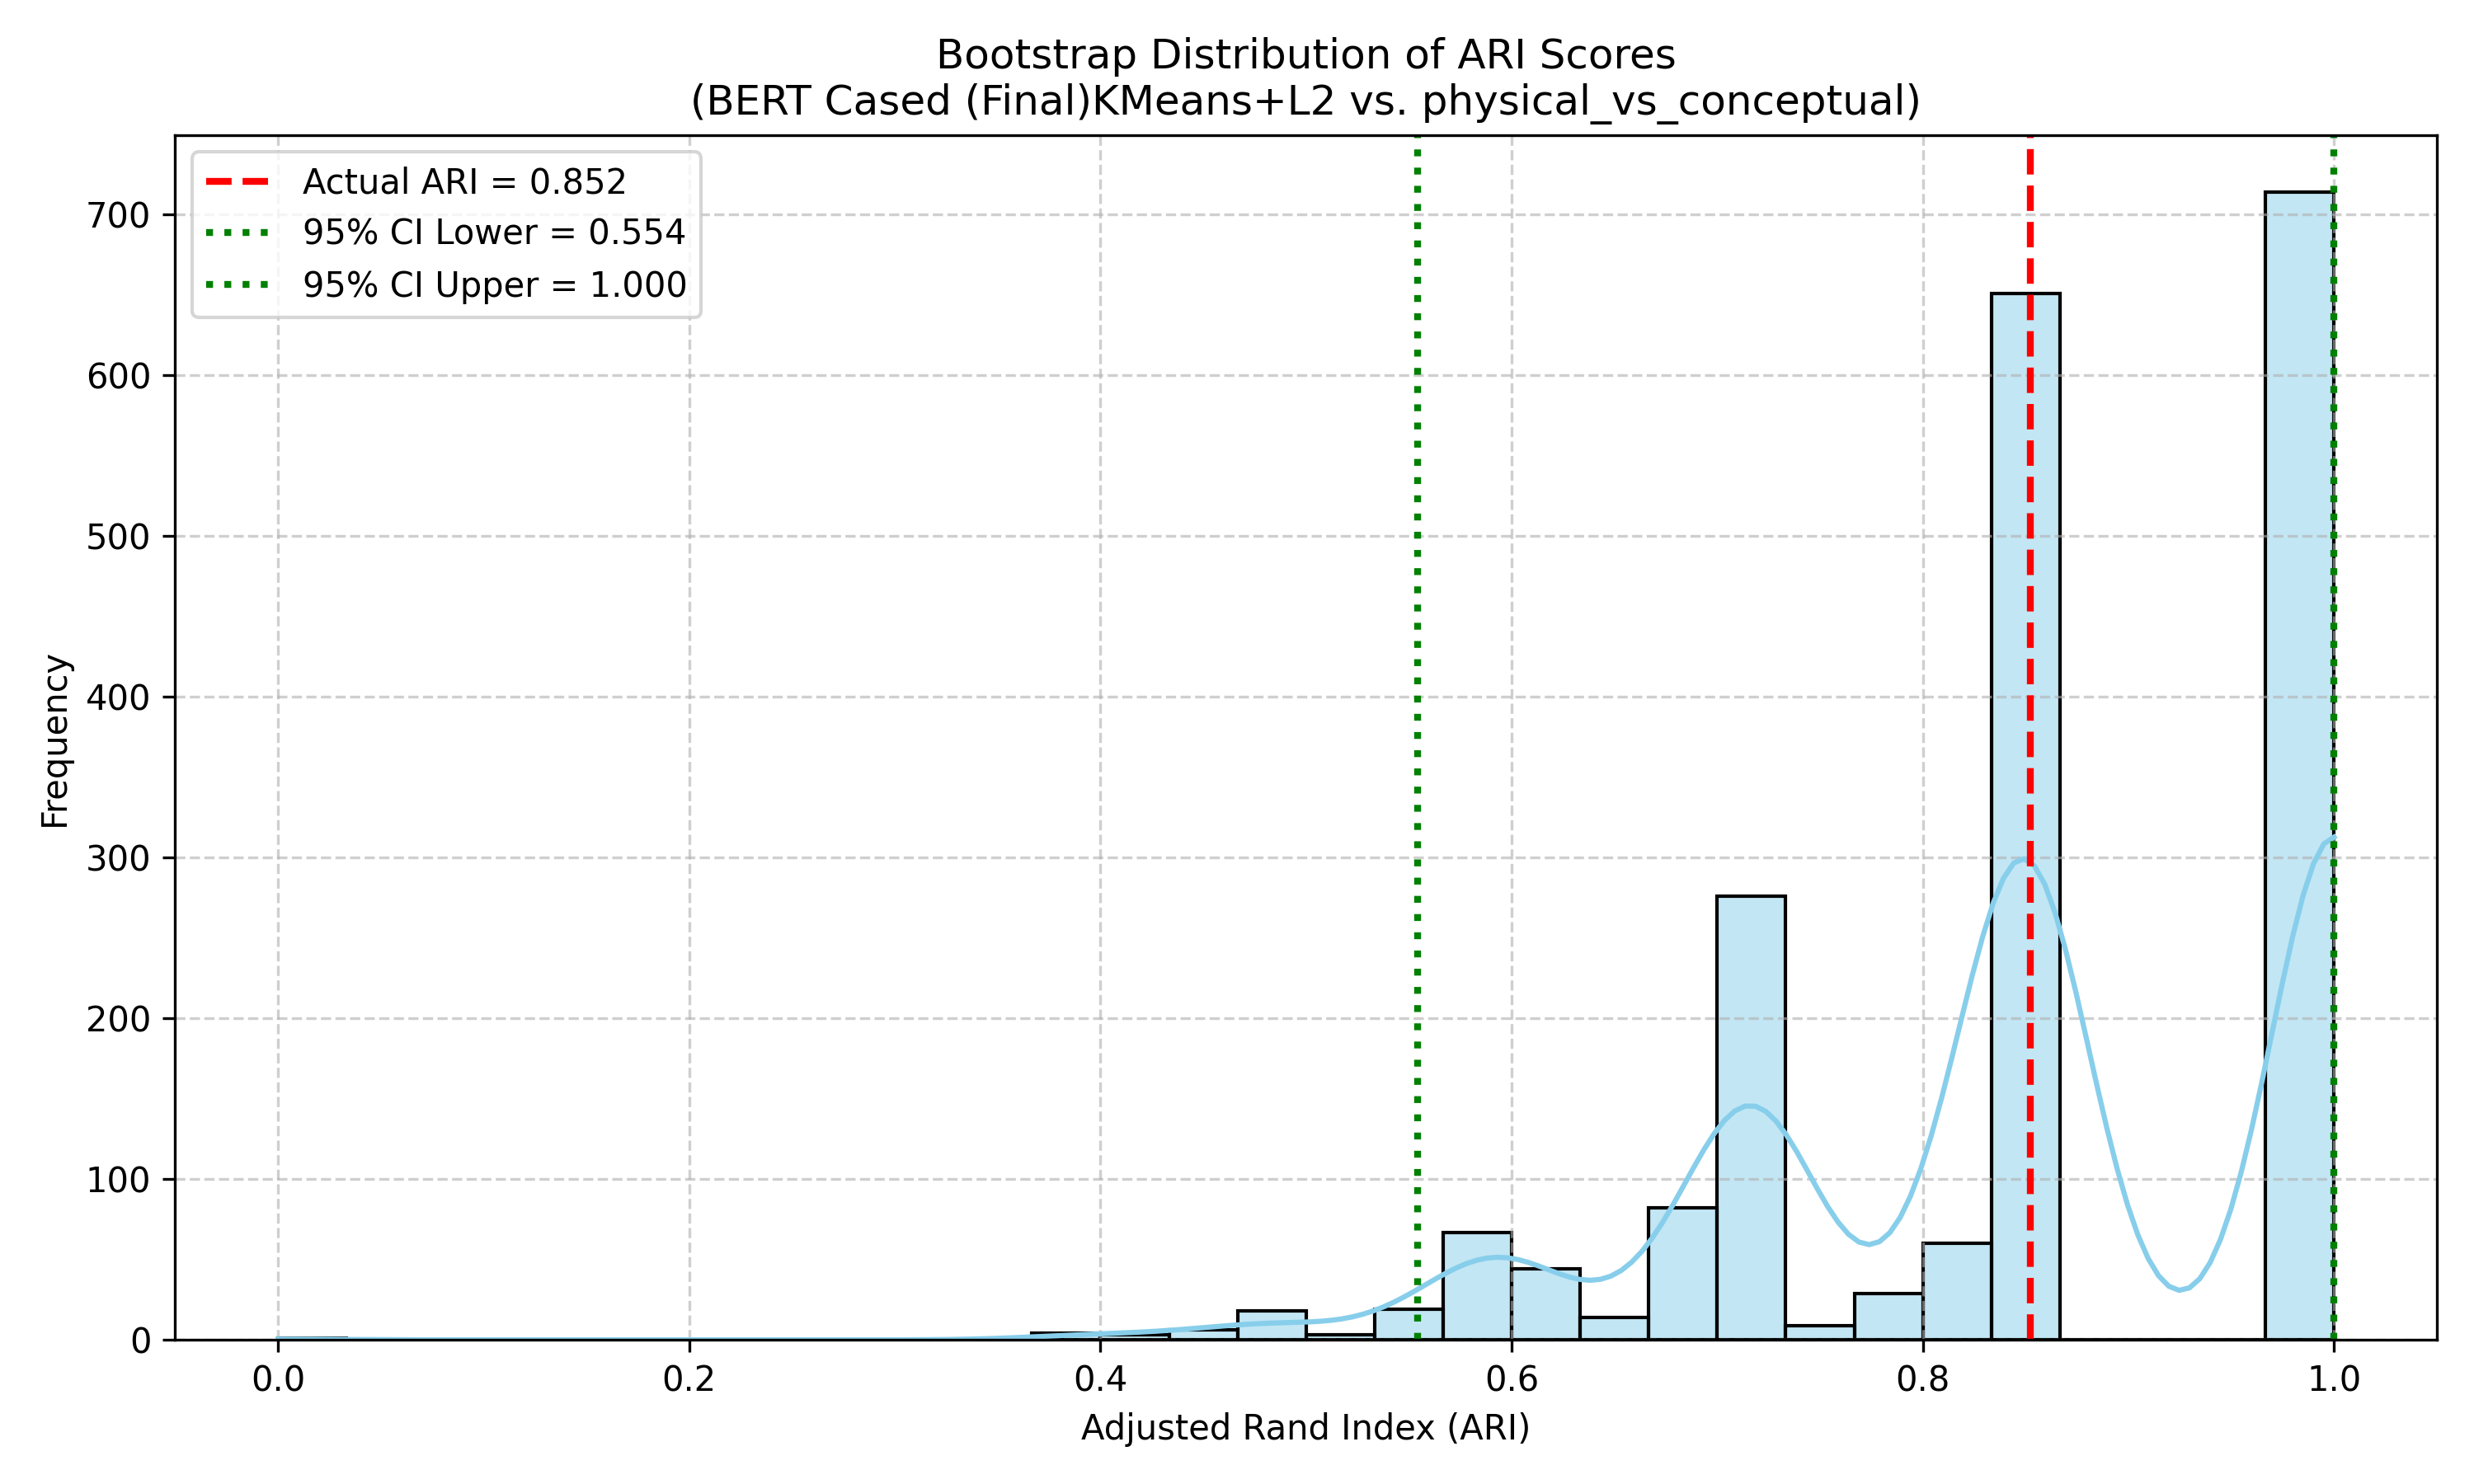 Bootstrap Distribution of ARI Scores
(BERT Cased (Final)KMeans+L2 vs. physical_vs_conceptual)
Actual ARI = 0.852
95% CI Lower = 0.554
95% CI Upper = 1.000
Frequency
700
600
500
400
300
200
100
0
0.0 0.2 0.4 0.6 0.8 1.0
Adjusted Rand Index (ARI)